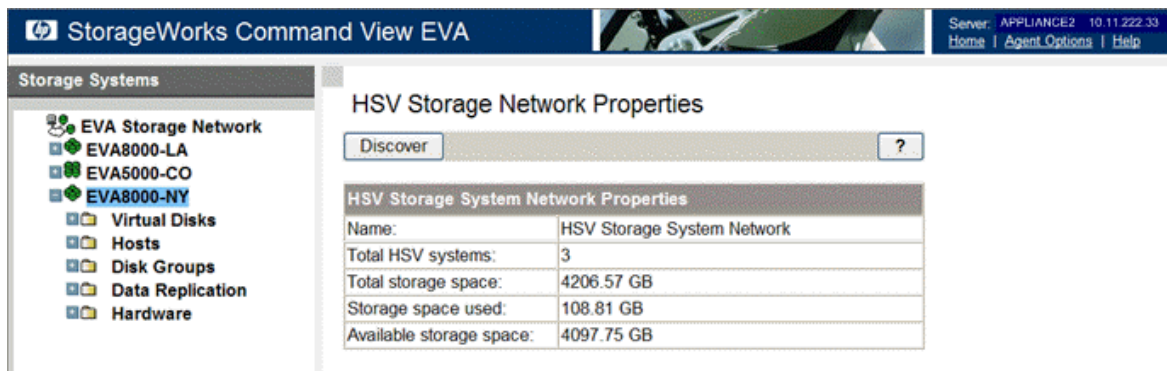 hp StorageWorks Command View EVA
Server: APPLIANCE2 10.11.222.33
Home | Agent Options | Help
Storage Systems
EVA Storage Network
EVA8000-LA
EVA5000-CO
EVA8000-NY
Virtual Disks
Hosts
Disk Groups
Data Replication
Hardware
HSV Storage Network Properties
Discover ?
HSV Storage System Network Properties
Name: HSV Storage System Network
Total HSV systems: 3
Total storage space: 4206.57 GB
Storage space used: 108.81 GB
Available storage space: 4097.75 GB